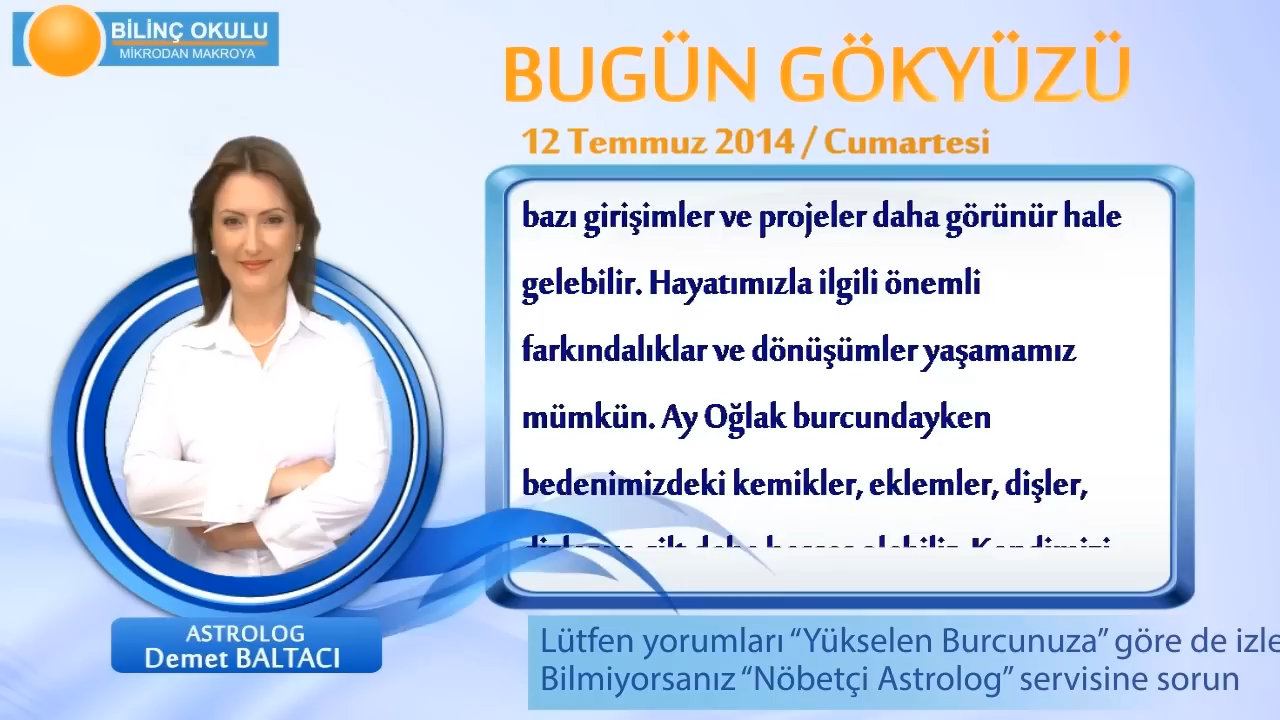 BİLİNÇ OKULU
MİKRODAN MAKROYA
BUGÜN GÖKYÜZÜ
12 Temmuz 2014 / Cumartesi
bazı girişimler ve projeler daha görünür hale
gelebilir. Hayatımızla ilgili önemli
farkındalıklar ve dönüşümler yaşamamız
mümkün. Ay Oğlak burcundayken
bedenimizdeki kemikler, eklemler, dişler,
ASTROLOG
Demet BALTACI
Lütfen yorumları “Yükselen Burcunuza” göre de izle
Bilmiyorsanız “Nöbetçi Astrolog” servisine sorun